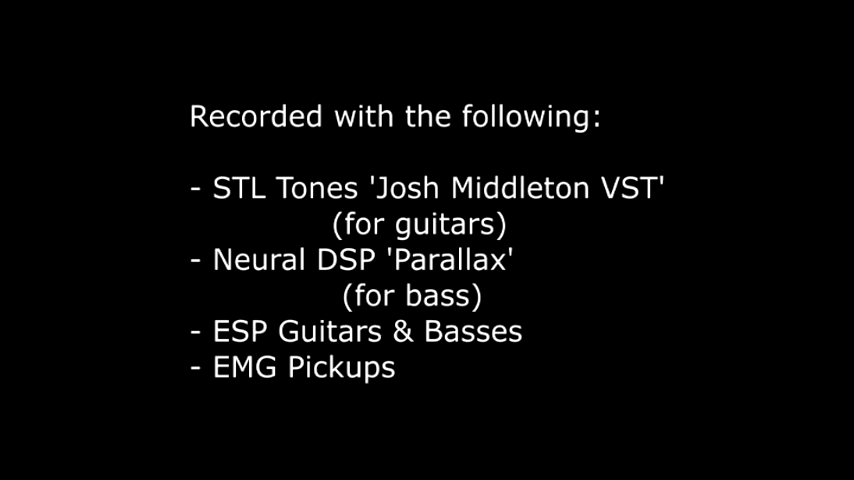 Recorded with the following:
- STL Tones 'Josh Middleton VST'
(for guitars)
- Neural DSP 'Parallax'
(for bass)
- ESP Guitars & Basses
- EMG Pickups